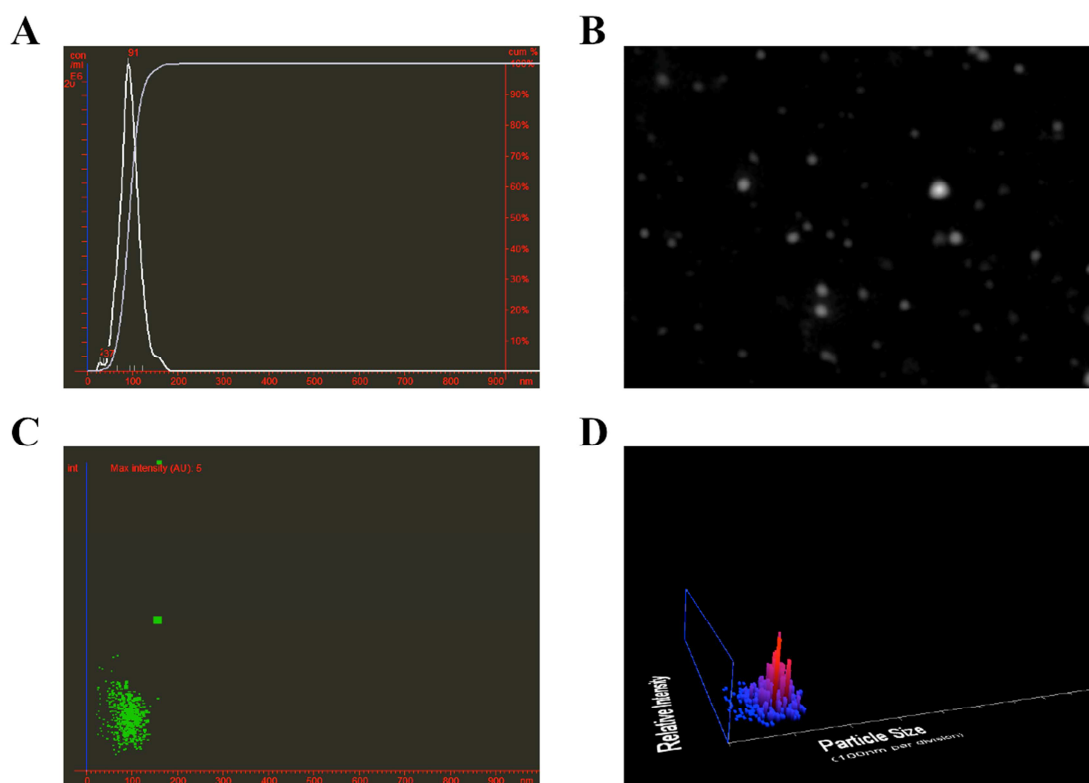 A
B
con
/ml
E6
20
91
cum %
100%
90%
80%
70%
60%
50%
40%
30%
20%
10%
37
0 100 200 300 400 500 600 700 800 900 nm
C
D
int Max intensity (AU): 5
0 100 200 300 400 500 600 700 800 900
Relative Intensity
Particle Size
(100nm per division)